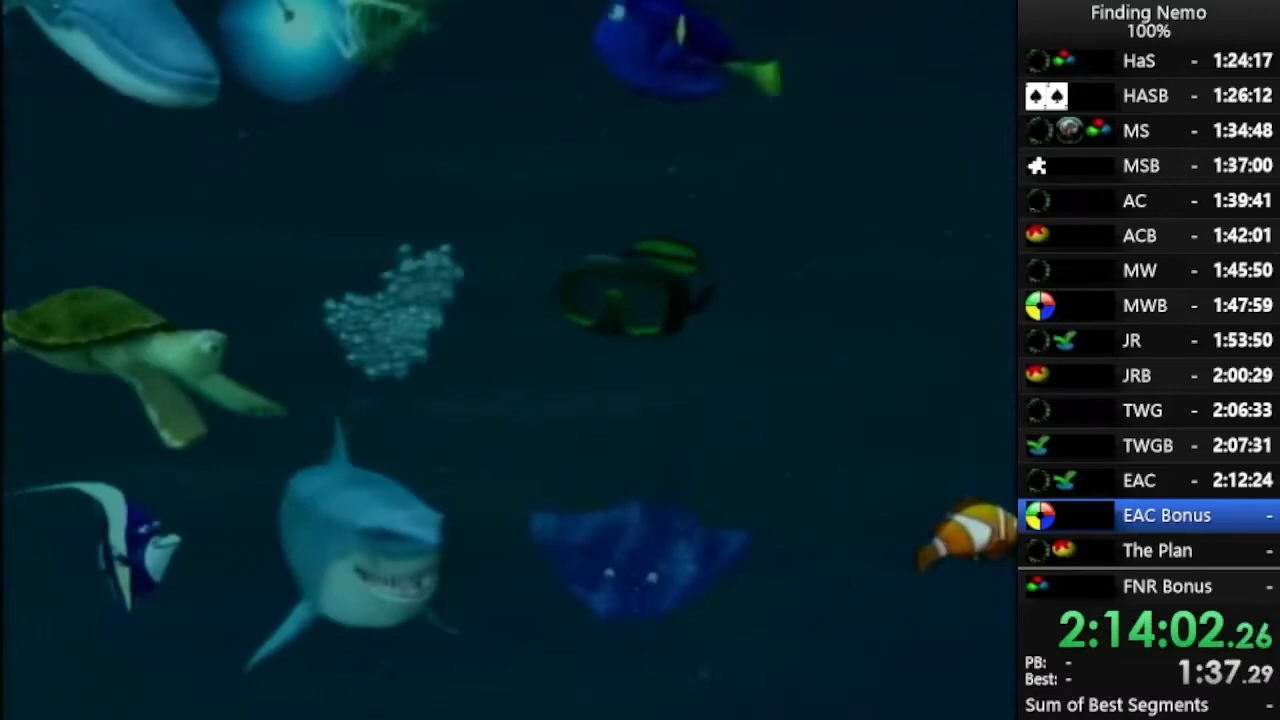 Finding Nemo
100%
HaS - 1:24:17
HASB - 1:26:12
MS - 1:34:48
MSB - 1:37:00
AC - 1:39:41
ACB - 1:42:01
MW - 1:45:50
MWB - 1:47:59
JR - 1:53:50
JRB - 2:00:29
TWG - 2:06:33
TWGB - 2:07:31
EAC - 2:12:24
EAC Bonus -
The Plan -
FNR Bonus -
2:14:02.26
PB: - 1:37.29
Best: -
Sum of Best Segments -